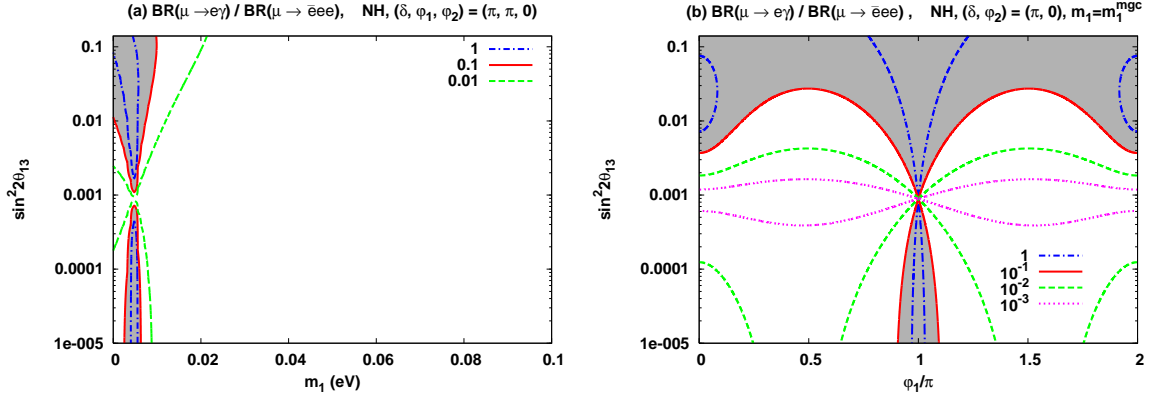 (a) BR(μ →eγ) / BR(μ → e̅ee), NH, (δ, φ₁, φ₂) = (π, π, 0)
1
0.1
0.01
0.1
0.01
0.001
0.0001
1e-005
sin²2θ₁₃
0 0.02 0.04 0.06 0.08 0.1
m₁ (eV)
(b) BR(μ → eγ) / BR(μ → e̅ee) , NH, (δ, φ₂) = (π, 0), m₁=m₁ᵐᵍᶜ
0.1
0.01
0.001
0.0001
1e-005
sin²2θ₁₃
1
10⁻¹
10⁻²
10⁻³
0 0.5 1 1.5 2
φ₁/π